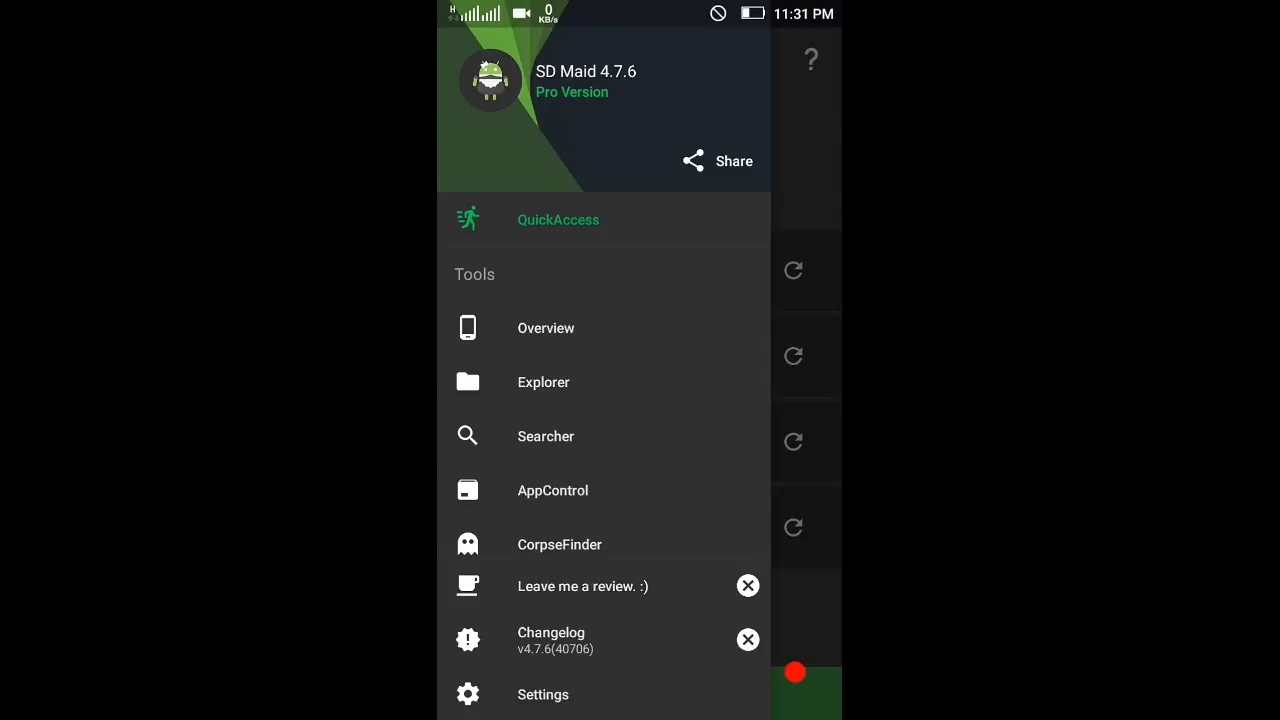 H 0 KB/s 11:31 PM
SD Maid 4.7.6
Pro Version
?
Share
QuickAccess
Tools
Overview
Explorer
Searcher
AppControl
CorpseFinder
Leave me a review. :)
Changelog
v4.7.6(40706)
Settings